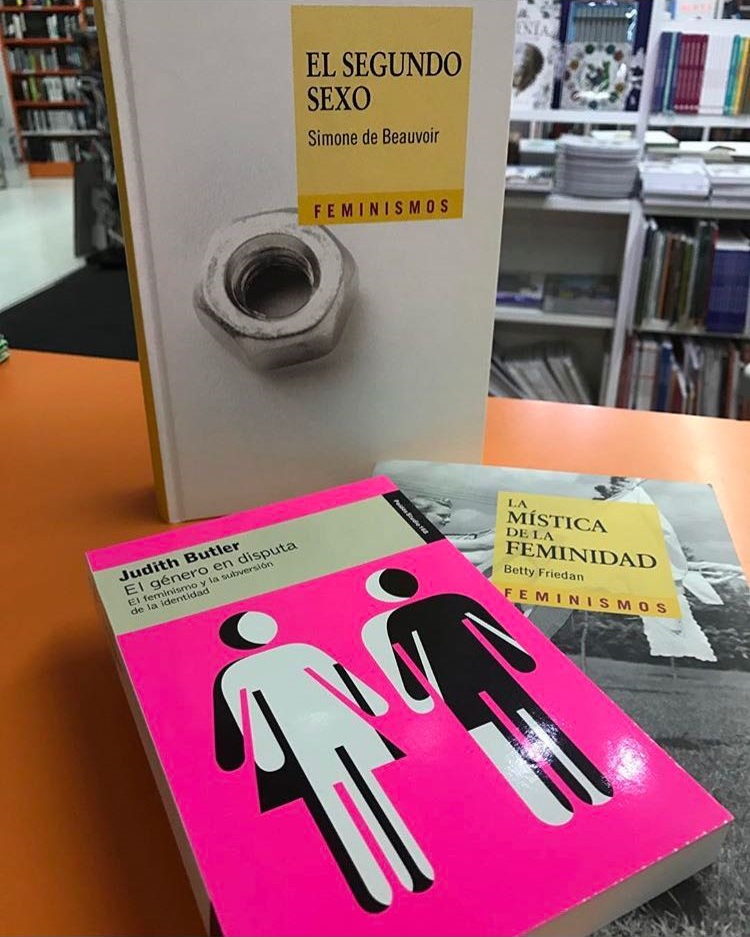 EL SEGUNDO
SEXO
Simone de Beauvoir
FEMINISMOS
Judith Butler
El género en disputa
El feminismo y la subversión
de la identidad
LA
MÍSTICA
DE LA
FEMINIDAD
Betty Friedan
FEMINISMOS